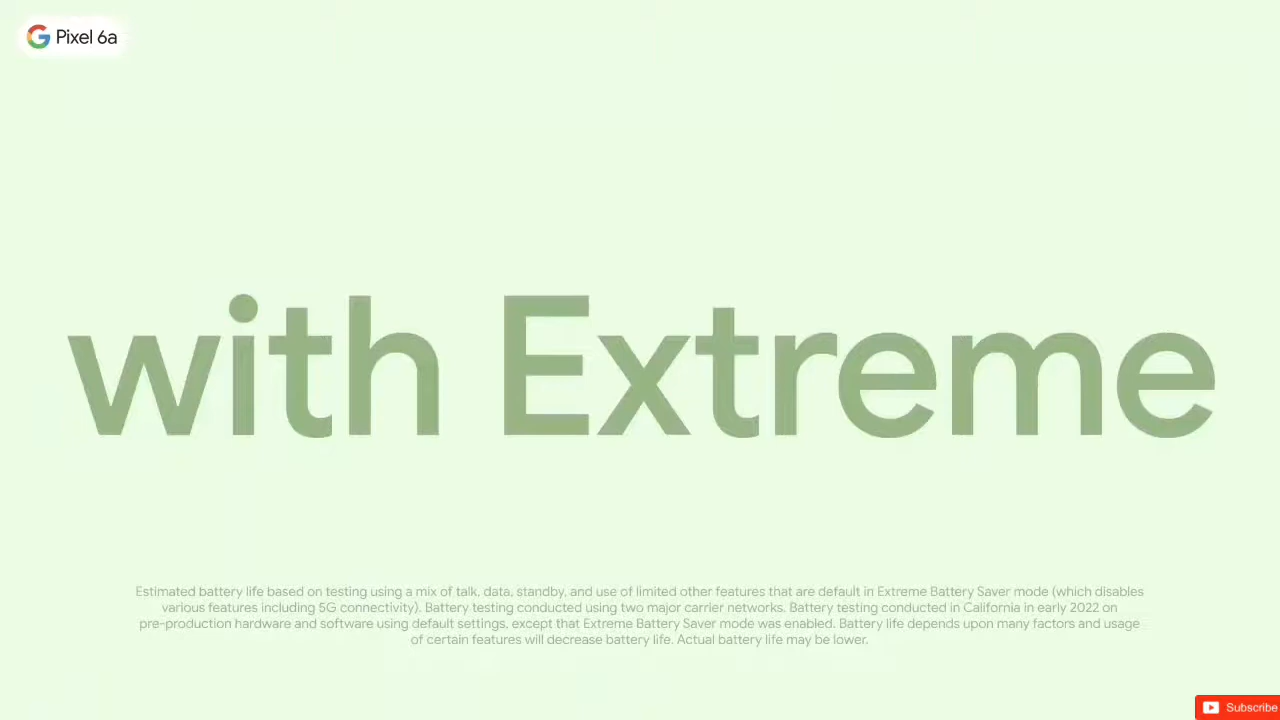 Pixel 6a
with Extreme
Estimated battery life based on testing using a mix of talk, data, standby, and use of limited other features that are default in Extreme Battery Saver mode (which disables
various features including 5G connectivity). Battery testing conducted using two major carrier networks. Battery testing conducted in California in early 2022 on
pre-production hardware and software using default settings, except that Extreme Battery Saver mode was enabled. Battery life depends upon many factors and usage
of certain features will decrease battery life. Actual battery life may be lower.
Subscribe